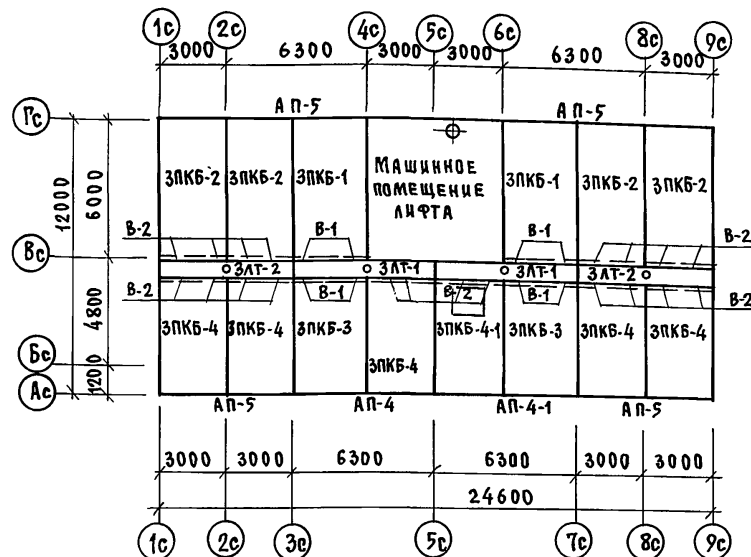 1с 2с 4с 5с 6с 8с 9с
3000 6300 3000 3000 6300 3000
АП-5 АП-5
Гс
12000
6000
МАШИННОЕ
ПОМЕЩЕНИЕ
ЛИФТА
3ПКБ-2 3ПКБ-2 3ПКБ-1 3ПКБ-1 3ПКБ-2 3ПКБ-2
В-2 В-1 В-1 В-2
Вс
3ЛТ-2 3ЛТ-1 3ЛТ-1 3ЛТ-2
В-2 В-1 В-2 В-1 В-2
4800
3ПКБ-4 3ПКБ-4 3ПКБ-3 3ПКБ-4-1 3ПКБ-3 3ПКБ-4 3ПКБ-4
3ПКБ-4
Бс
1200
Ас
АП-5 АП-4 АП-4-1 АП-5
3000 3000 6300 6300 3000 3000
24600
1с 2с 3с 5с 7с 8с 9с